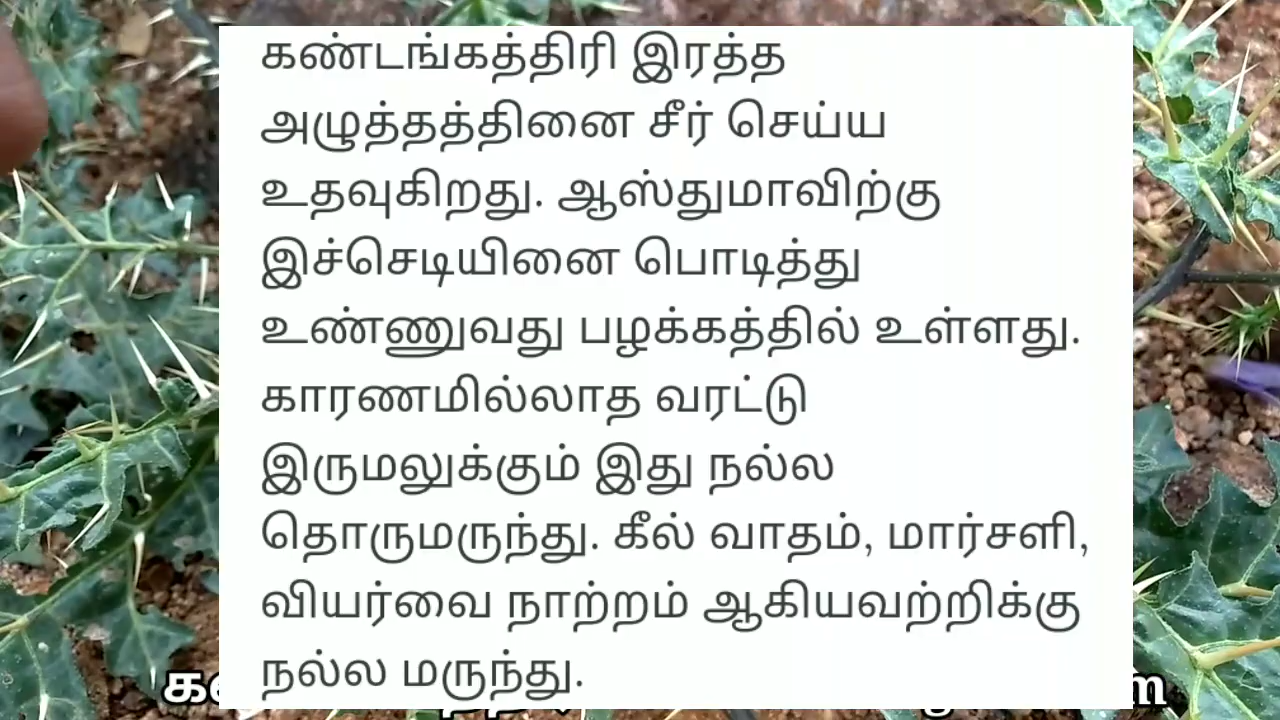 கண்டங்கத்திரி இரத்த
அழுத்தத்தினை சீர் செய்ய
உதவுகிறது. ஆஸ்துமாவிற்கு
இச்செடியினை பொடித்து
உண்ணுவது பழக்கத்தில் உள்ளது.
காரணமில்லாத வரட்டு
இருமலுக்கும் இது நல்ல
தொருமருந்து. கீல் வாதம், மார்சளி,
வியர்வை நாற்றம் ஆகியவற்றிக்கு
நல்ல மருந்து.